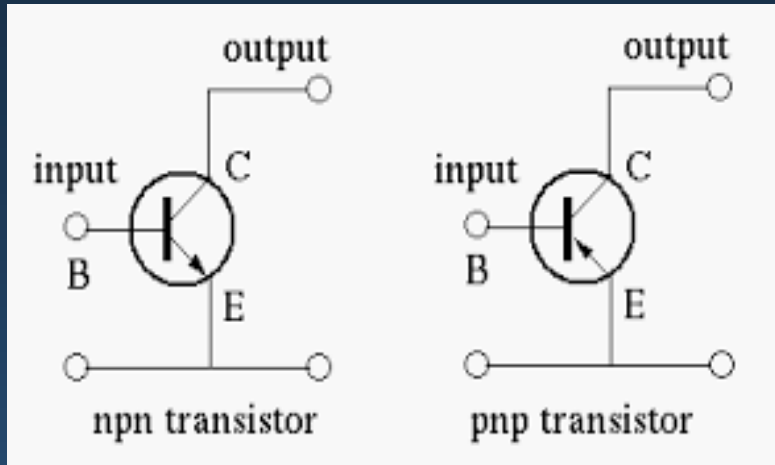 output
input
C
B
E
npn transistor
output
input
C
B
E
pnp transistor